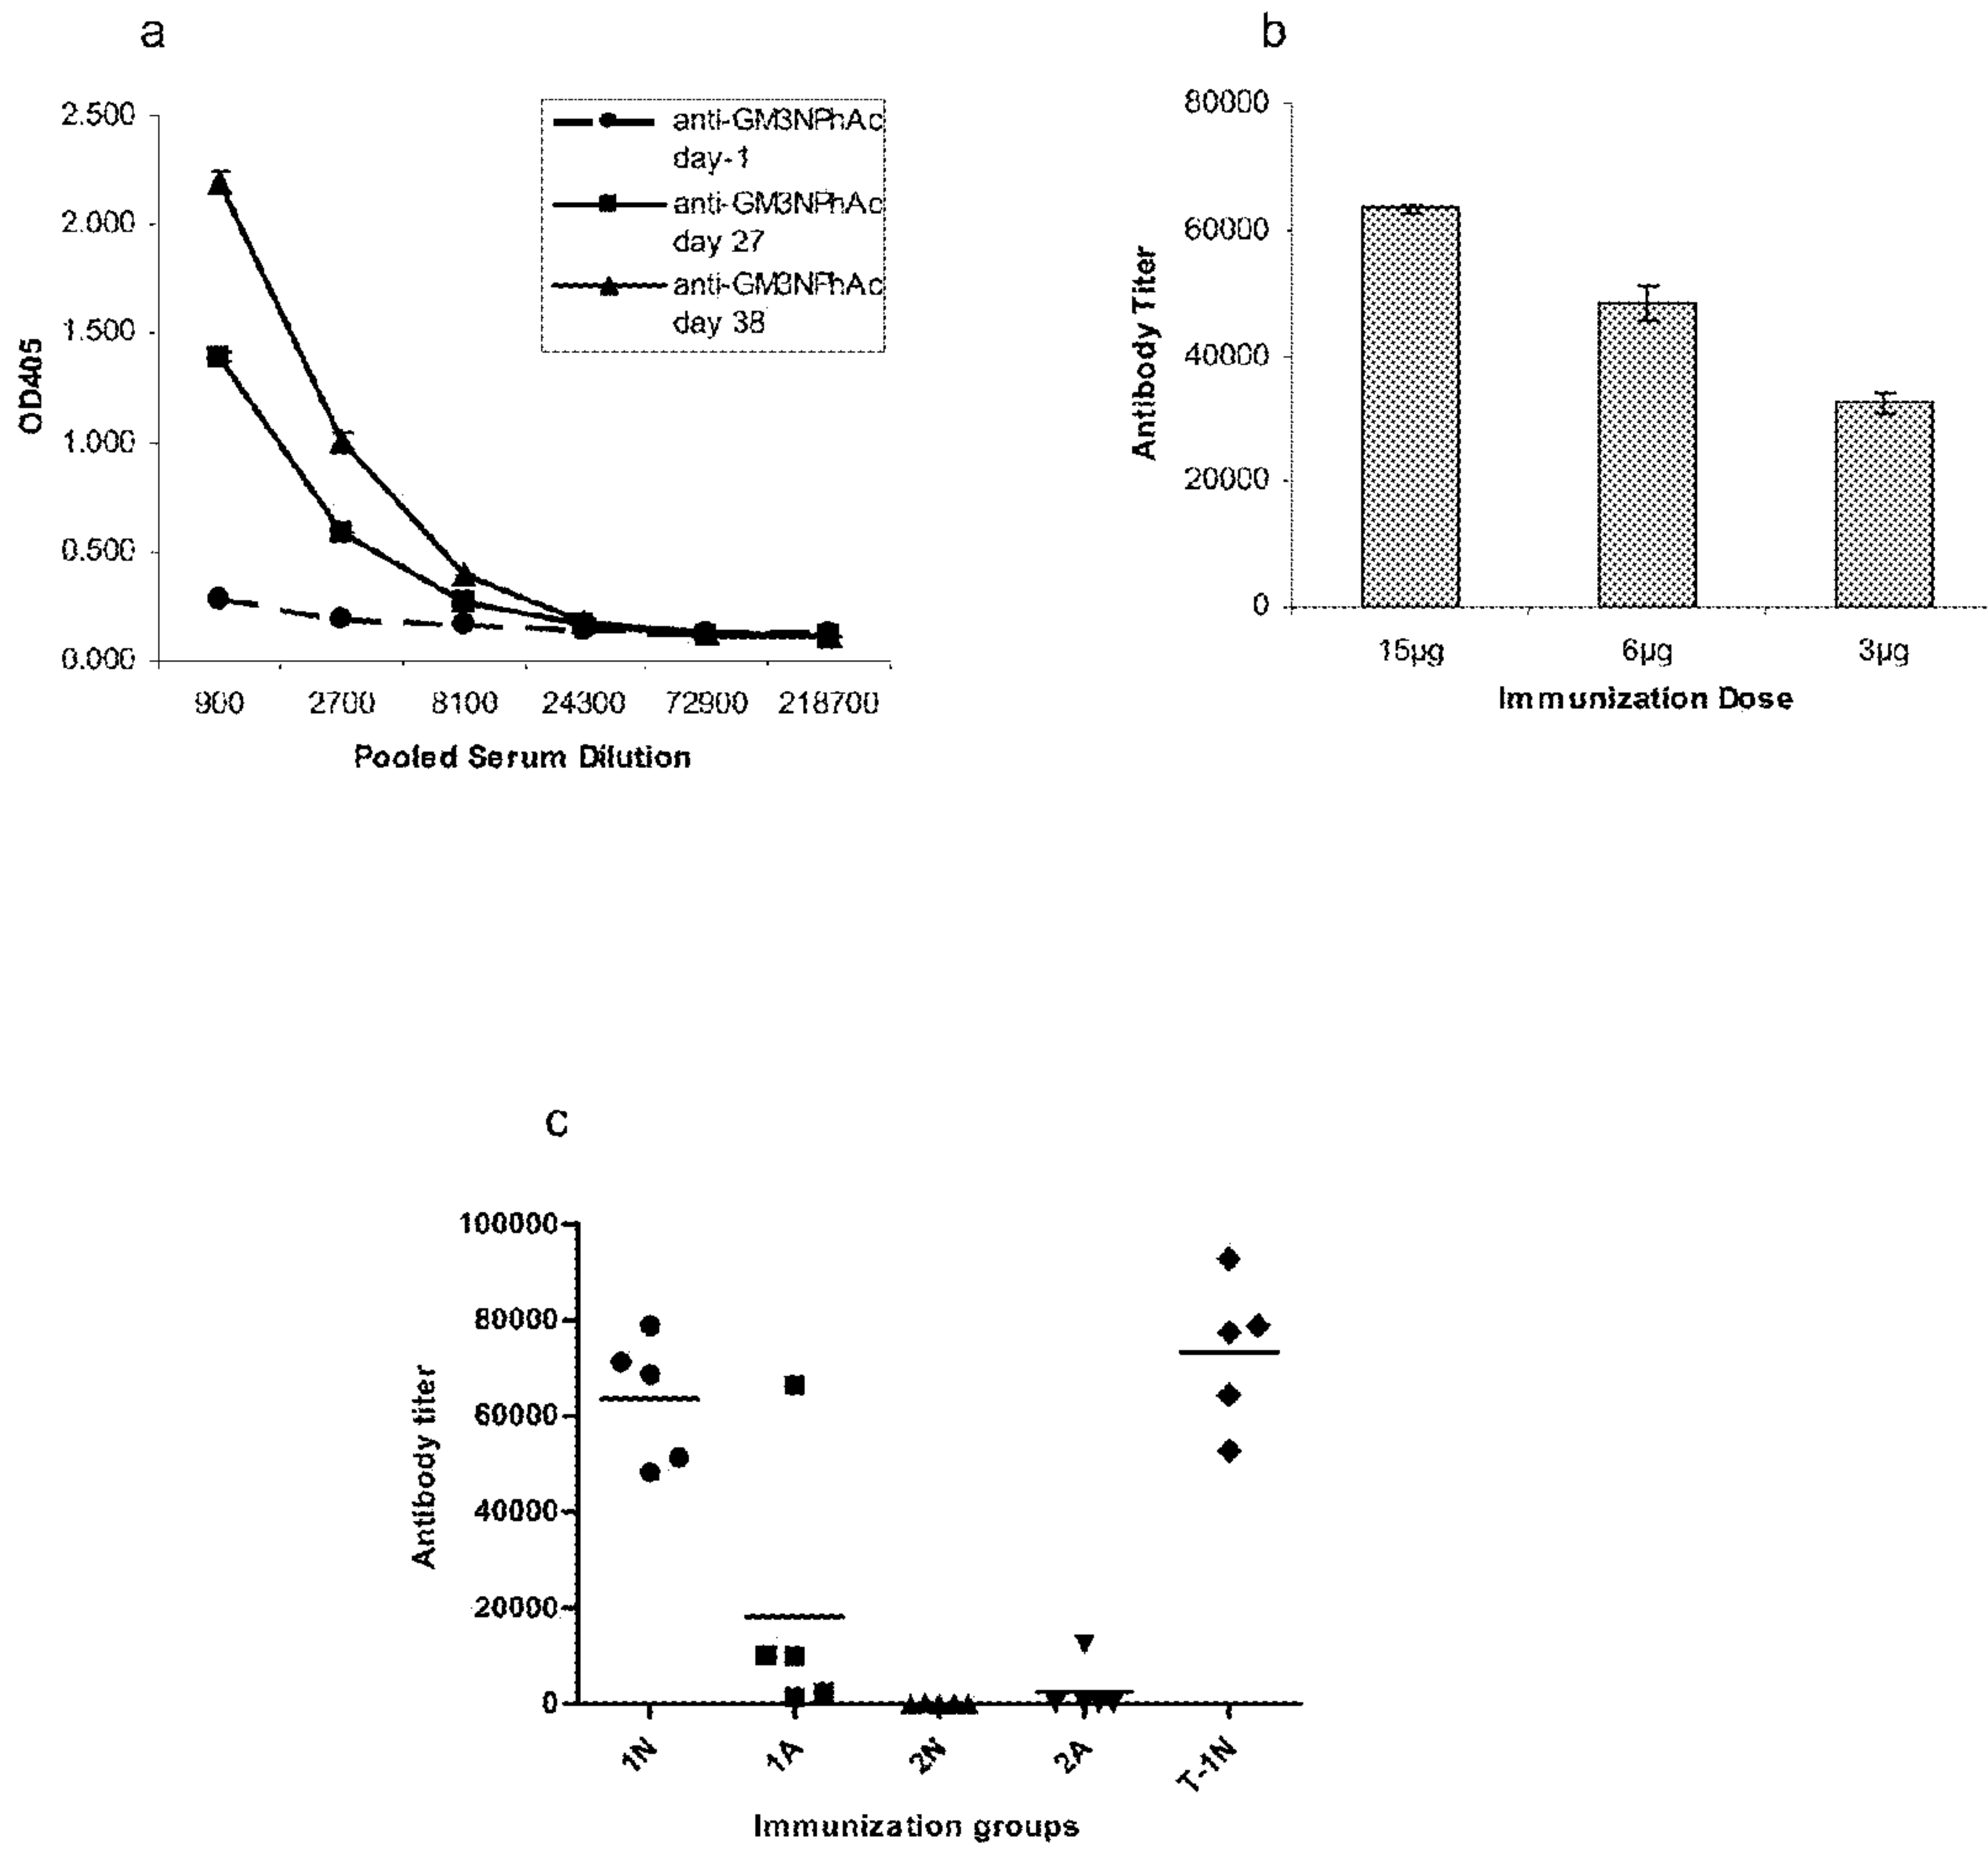 a
2.500
2.000
1.500
1.000
0.500
0.000
OD405
anti-GM3NPhAc
day-1
anti-GM3NPhAc
day 27
anti-GM3NPhAc
day 38
900
2700
8100
24300
72900
218700
Pooled Serum Dilution
b
80000
60000
40000
20000
0
Antibody Titer
15µg
6µg
3µg
Immunization Dose
c
100000
80000
60000
40000
20000
0
Antibody titer
1N
1A
2N
2A
T-1N
Immunization groups